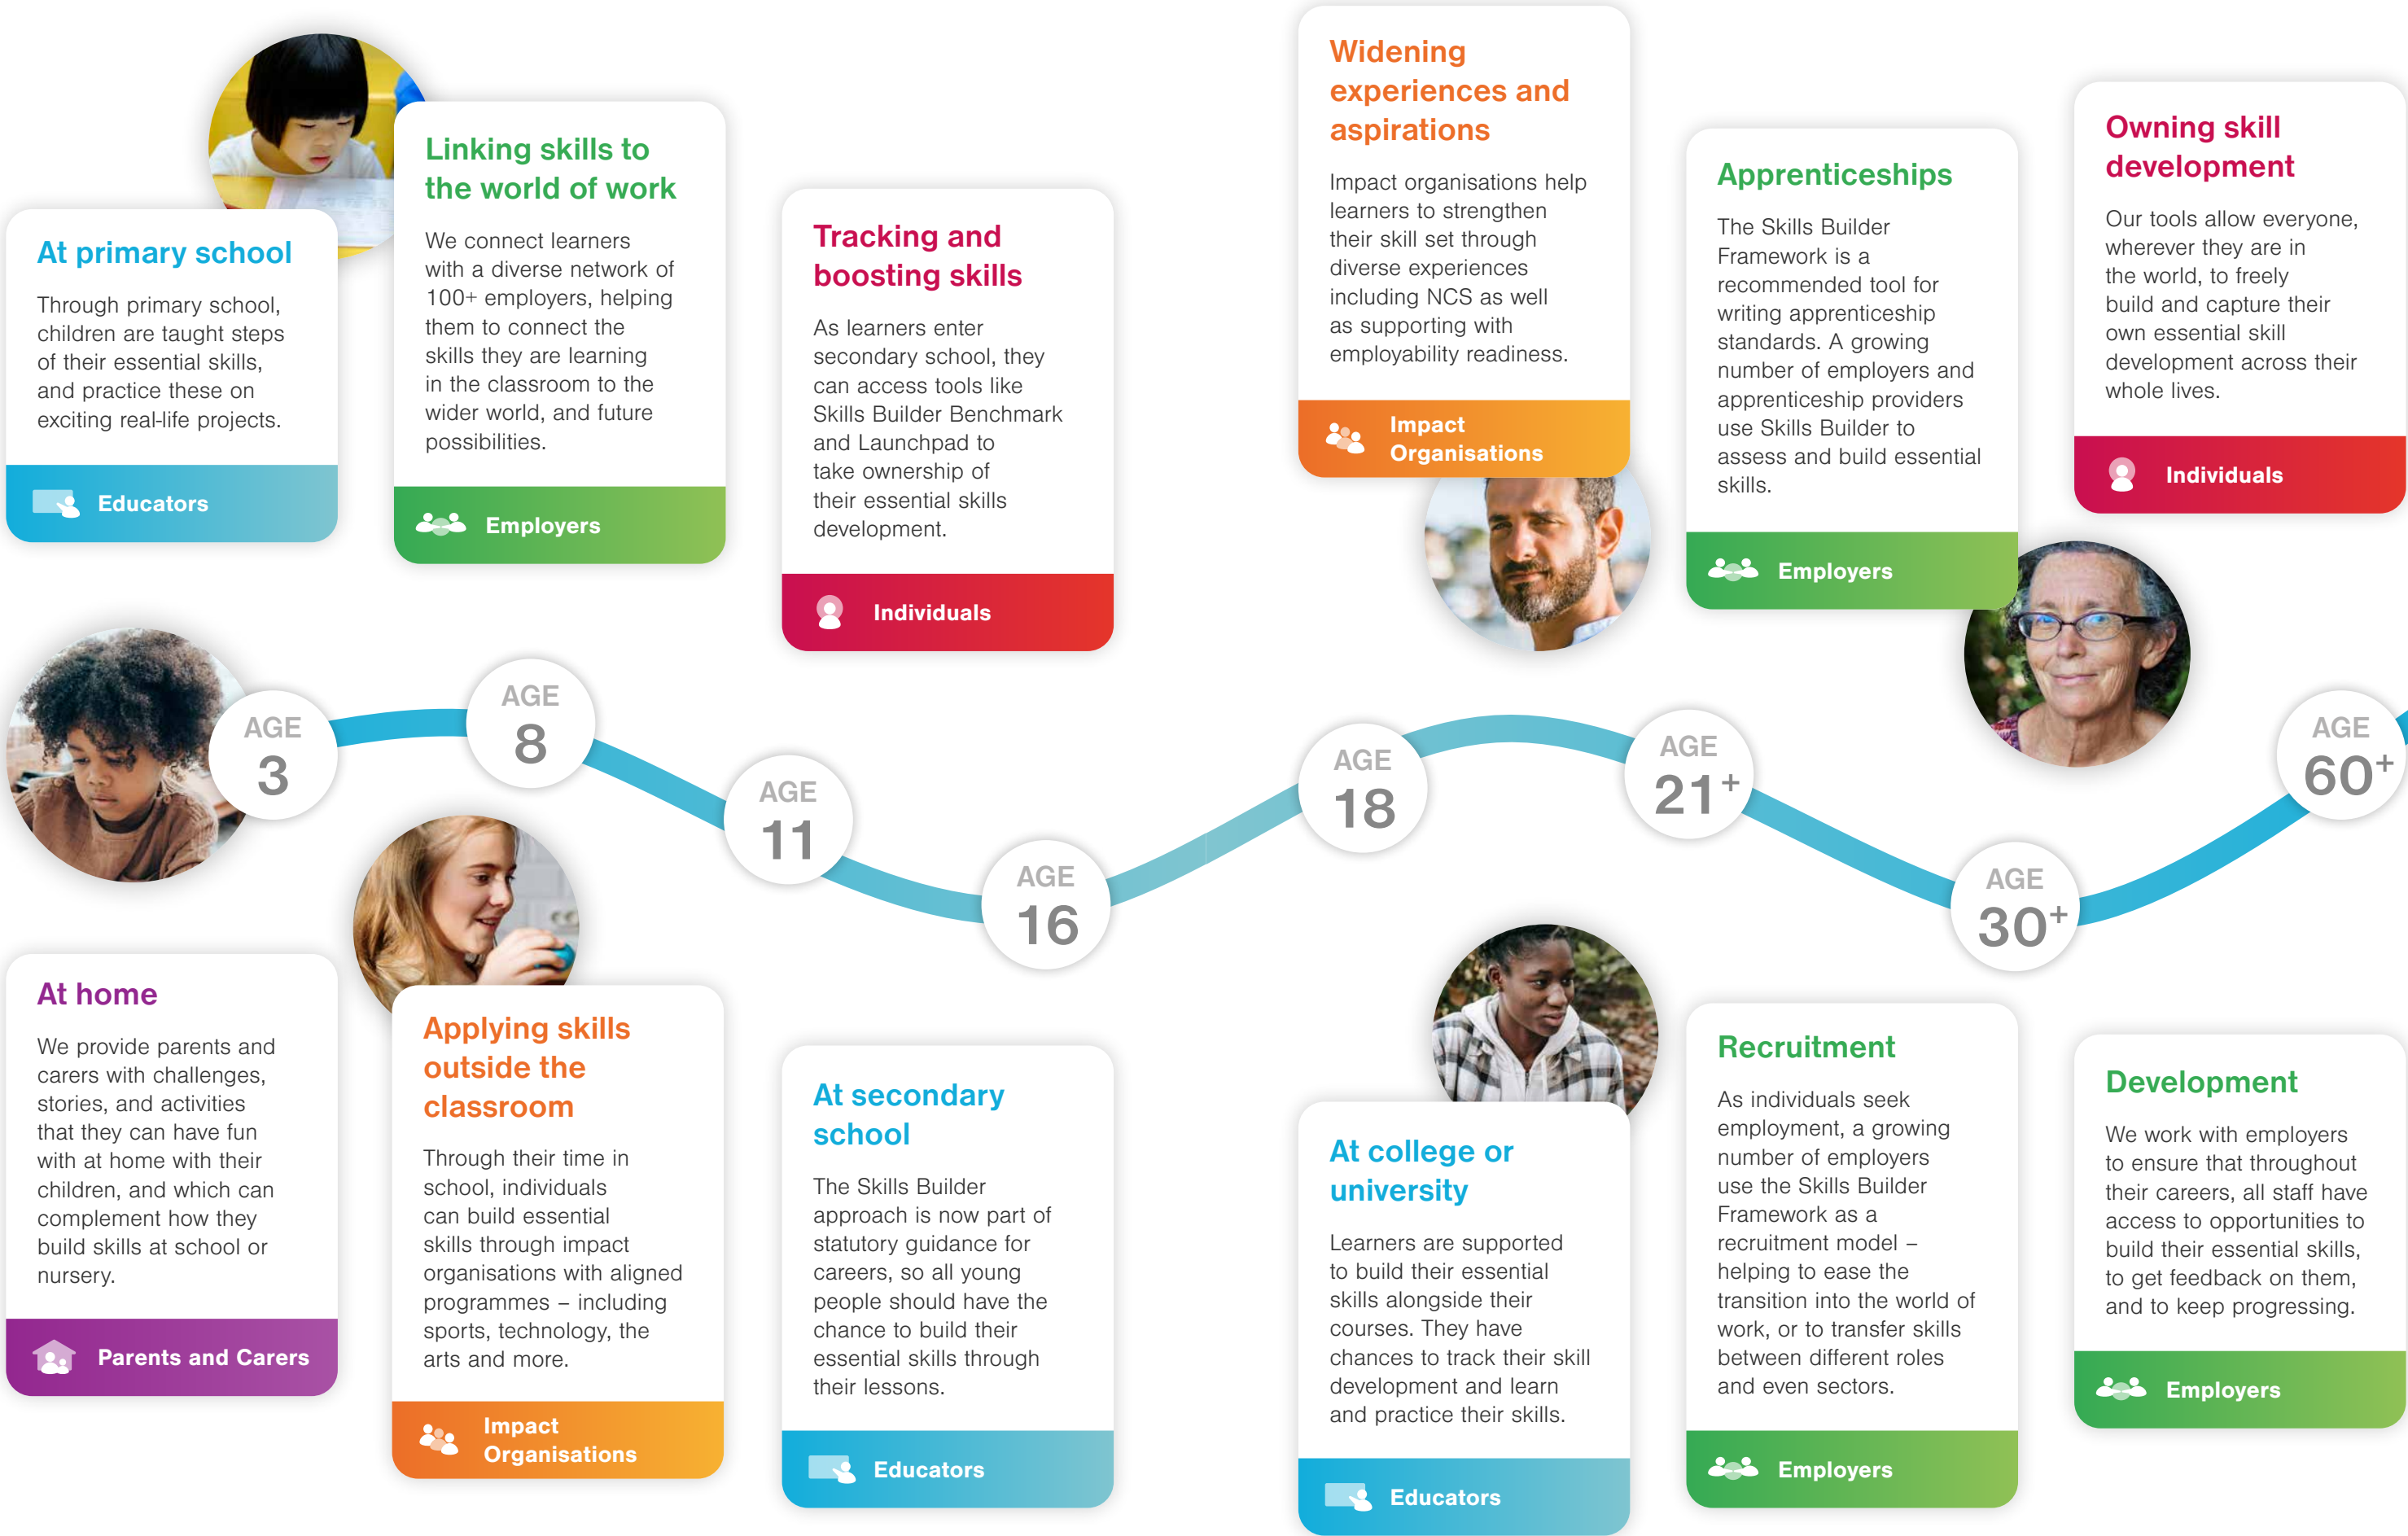 At primary school
Through primary school,
children are taught steps
of their essential skills,
and practice these on
exciting real-life projects.
Educators
Linking skills to
the world of work
We connect learners
with a diverse network of
100+ employers, helping
them to connect the
skills they are learning
in the classroom to the
wider world, and future
possibilities.
Employers
Tracking and
boosting skills
As learners enter
secondary school, they
can access tools like
Skills Builder Benchmark
and Launchpad to
take ownership of
their essential skills
development.
Individuals
Widening
experiences and
aspirations
Impact organisations help
learners to strengthen
their skill set through
diverse experiences
including NCS as well
as supporting with
employability readiness.
Impact
Organisations
Apprenticeships
The Skills Builder
Framework is a
recommended tool for
writing apprenticeship
standards. A growing
number of employers and
apprenticeship providers
use Skills Builder to
assess and build essential
skills.
Employers
Owning skill
development
Our tools allow everyone,
wherever they are in
the world, to freely
build and capture their
own essential skill
development across their
whole lives.
Individuals
AGE
3
AGE
8
AGE
11
AGE
16
AGE
18
AGE
21+
AGE
30+
AGE
60+
At home
We provide parents and
carers with challenges,
stories, and activities
that they can have fun
with at home with their
children, and which can
complement how they
build skills at school or
nursery.
Parents and Carers
Applying skills
outside the
classroom
Through their time in
school, individuals
can build essential
skills through impact
organisations with aligned
programmes – including
sports, technology, the
arts and more.
Impact
Organisations
At secondary
school
The Skills Builder
approach is now part of
statutory guidance for
careers, so all young
people should have the
chance to build their
essential skills through
their lessons.
Educators
At college or
university
Learners are supported
to build their essential
skills alongside their
courses. They have
chances to track their skill
development and learn
and practice their skills.
Educators
Recruitment
As individuals seek
employment, a growing
number of employers
use the Skills Builder
Framework as a
recruitment model –
helping to ease the
transition into the world of
work, or to transfer skills
between different roles
and even sectors.
Employers
Development
We work with employers
to ensure that throughout
their careers, all staff have
access to opportunities to
build their essential skills,
to get feedback on them,
and to keep progressing.
Employers